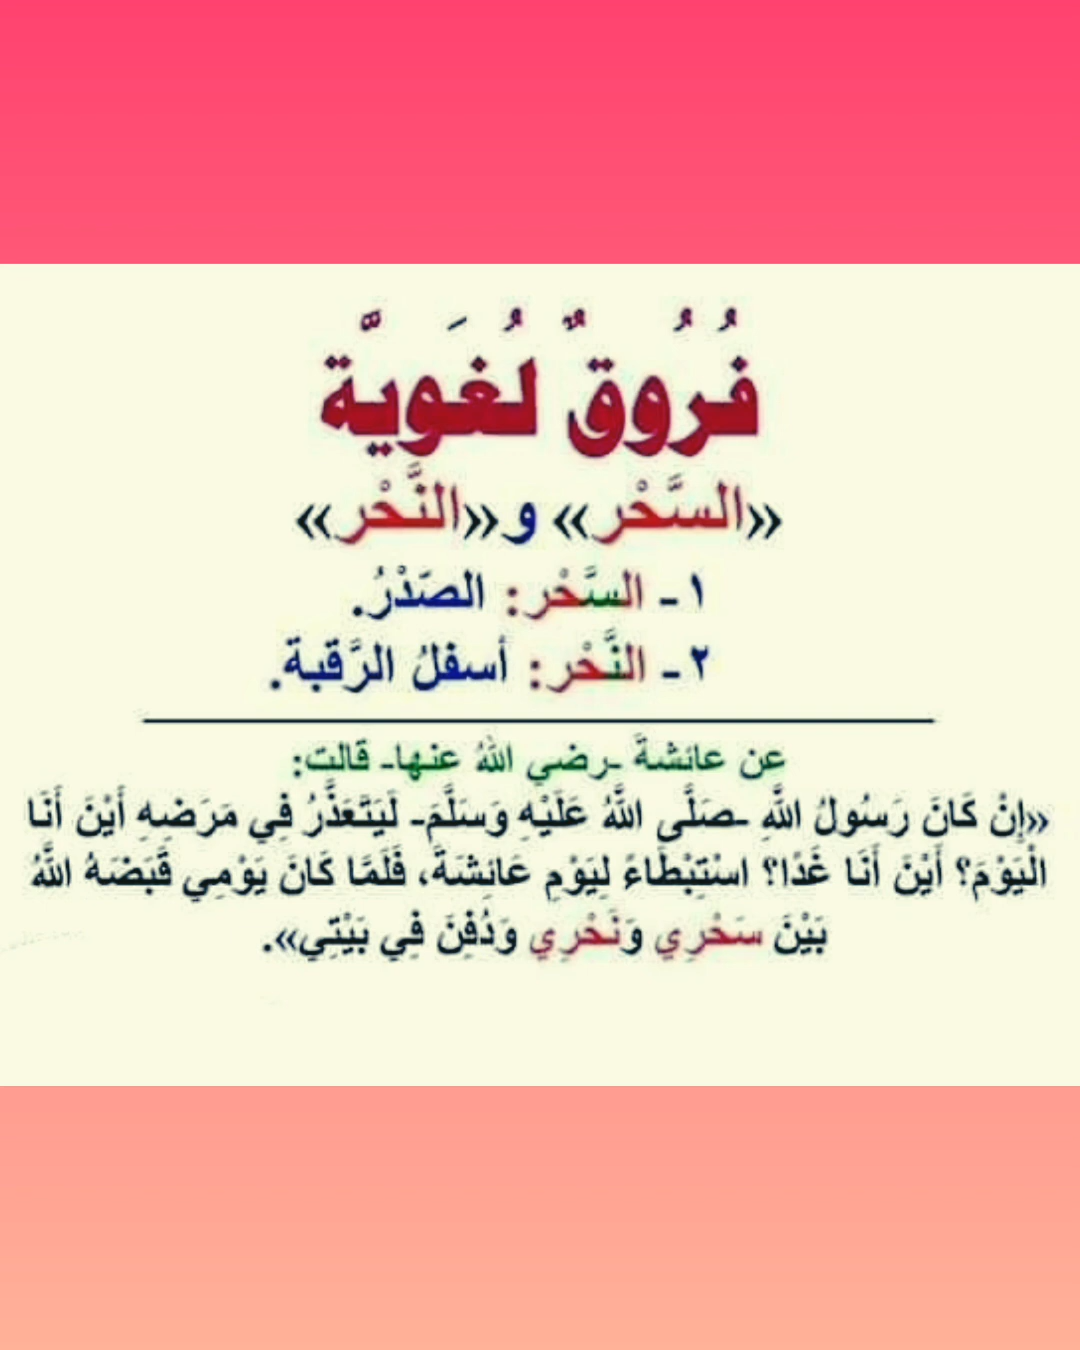 فُرُوقٌ لُغَويَّة
«السَّحْر» و«النَّحْر»
١ - السَّحْر: الصَدْرُ.
٢ - النَّحْر: أسفلُ الرَّقبة.
عن عائشةَ -رضي اللهُ عنها- قالت:
«إِنْ كَانَ رَسُولُ اللَّهِ -صَلَّى اللَّهُ عَلَيْهِ وَسَلَّمَ- لَيَتَعَذَّرُ فِي مَرَضِهِ أَيْنَ أَنَا
الْيَوْمَ؟ أَيْنَ أَنَا غَدًا؟ اسْتِبْطَاءً لِيَوْمِ عَائِشَةَ، فَلَمَّا كَانَ يَوْمِي قَبَضَهُ اللَّهُ
بَيْنَ سَحْرِي وَنَحْرِي وَدُفِنَ فِي بَيْتِي».